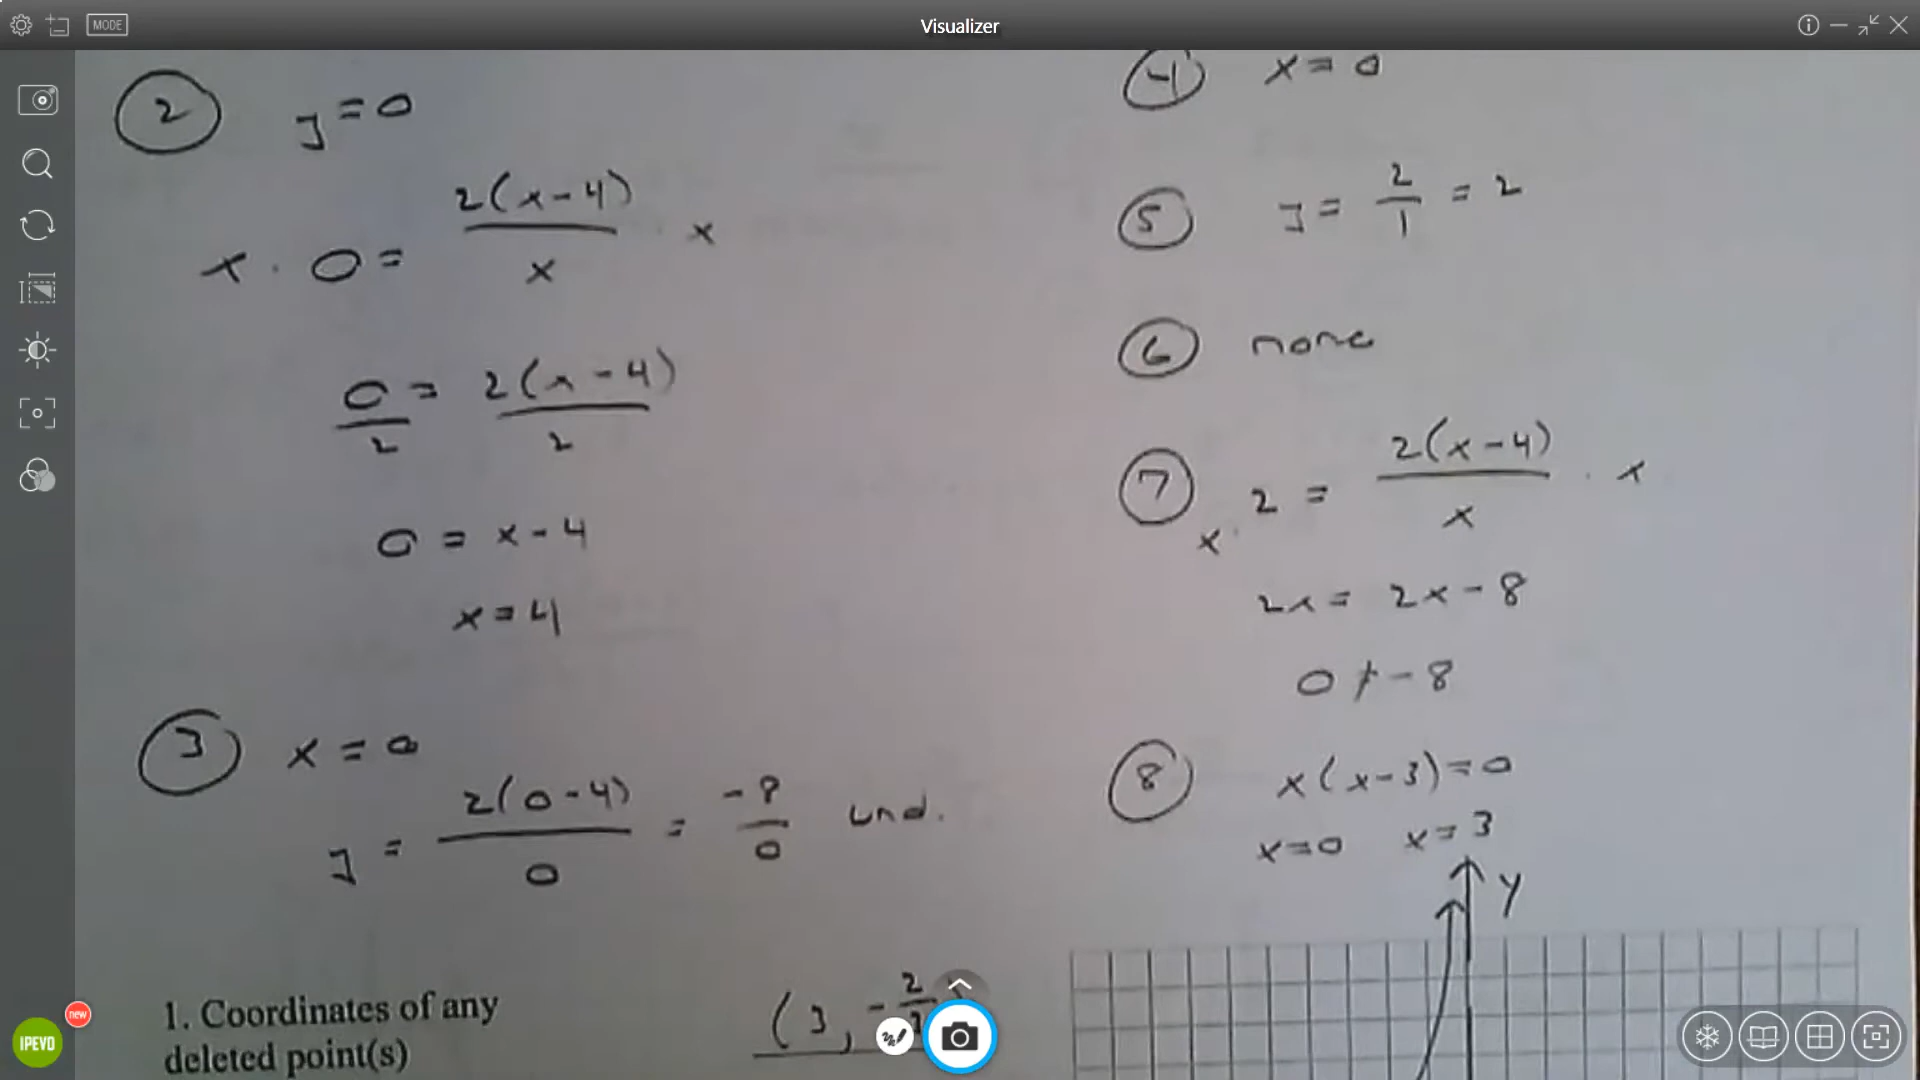 MODE
Visualizer
② y = 0
x · 0 = 2(x-4)/x x
0/2 = 2(x-4)/2
0 = x - 4
x = 4
③ x = 0
y = 2(0-4)/0 = -8/0 und.
1. Coordinates of any
deleted point(s)
(3, -2/
④ x = 0
⑤ y = 2/1 = 2
⑥ none
⑦ x · 2 = 2(x-4)/x · x
2x = 2x - 8
0 ≠ -8
⑧ x(x-3) = 0
x=0 x=3
y
new
IPEVO